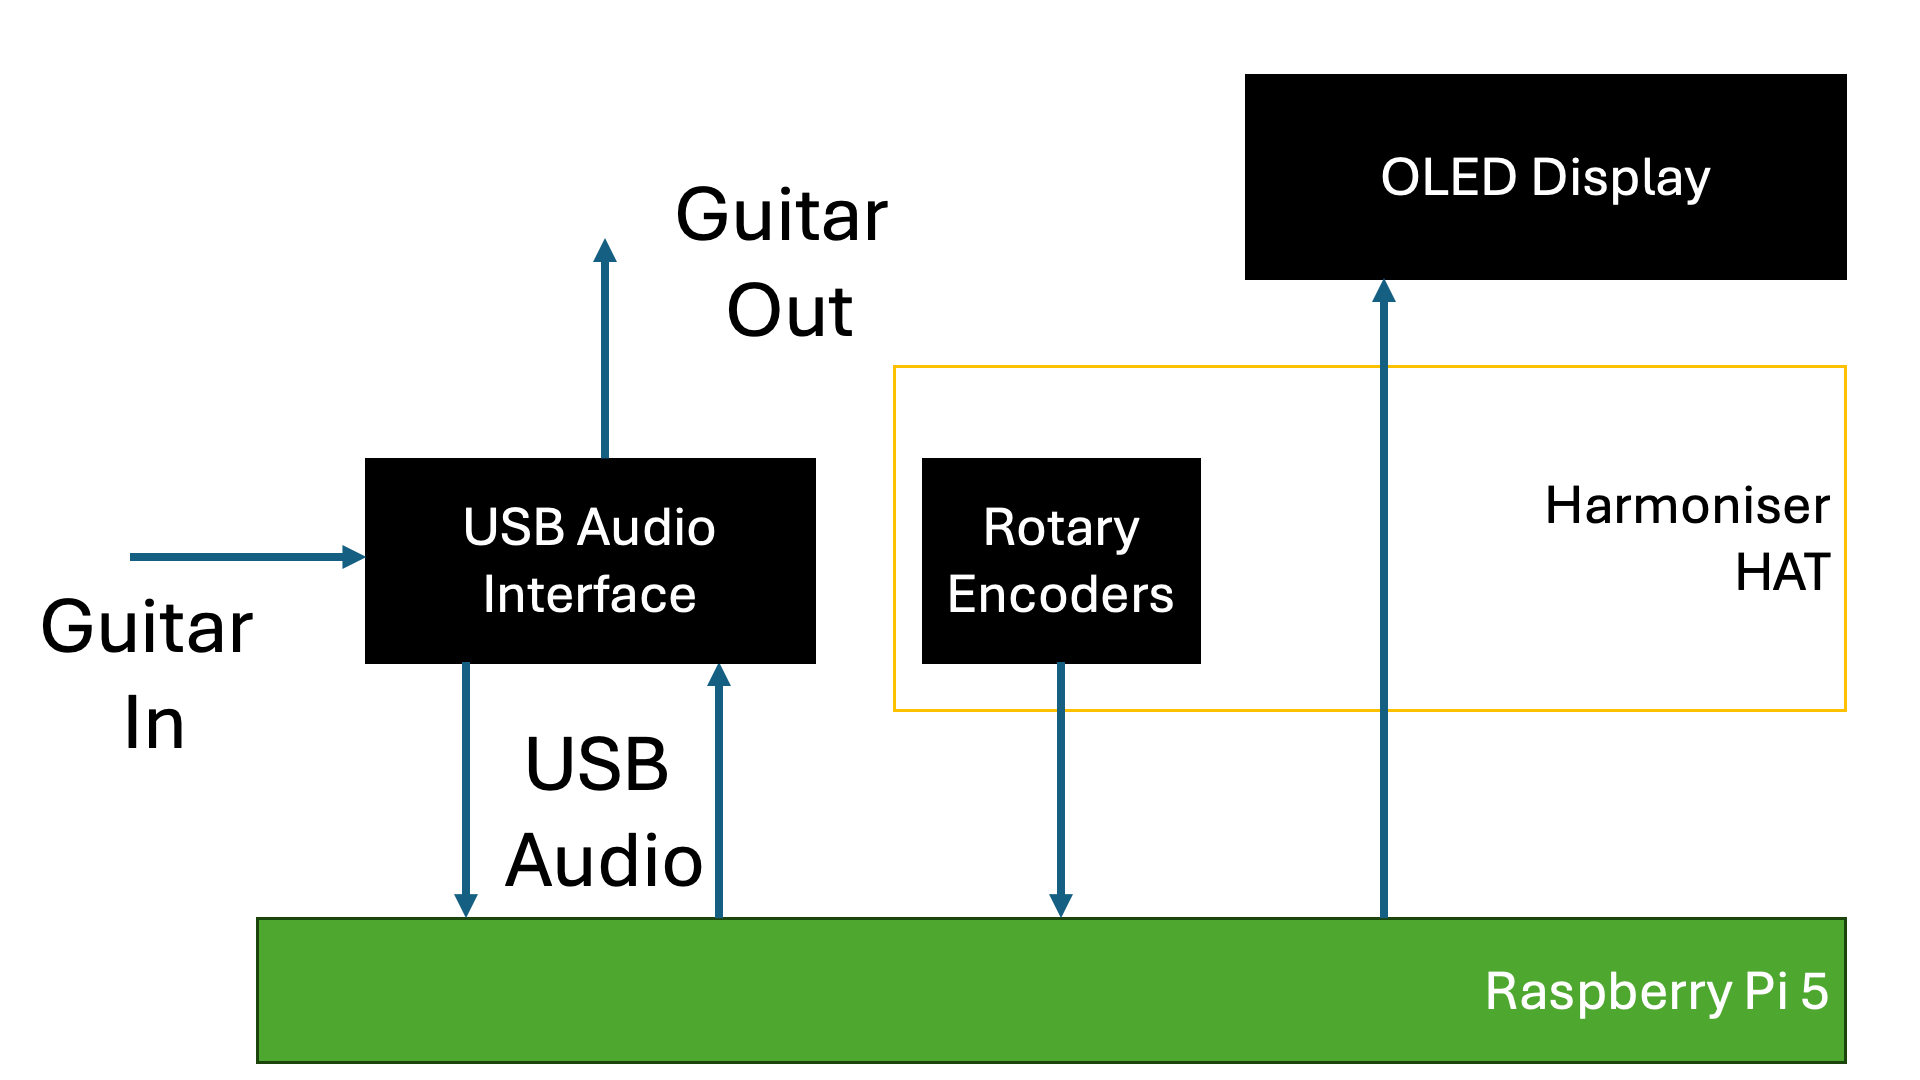 OLED Display
Guitar
Out
USB Audio
Interface
Rotary
Encoders
Harmoniser
HAT
Guitar
In
USB
Audio
Raspberry Pi 5